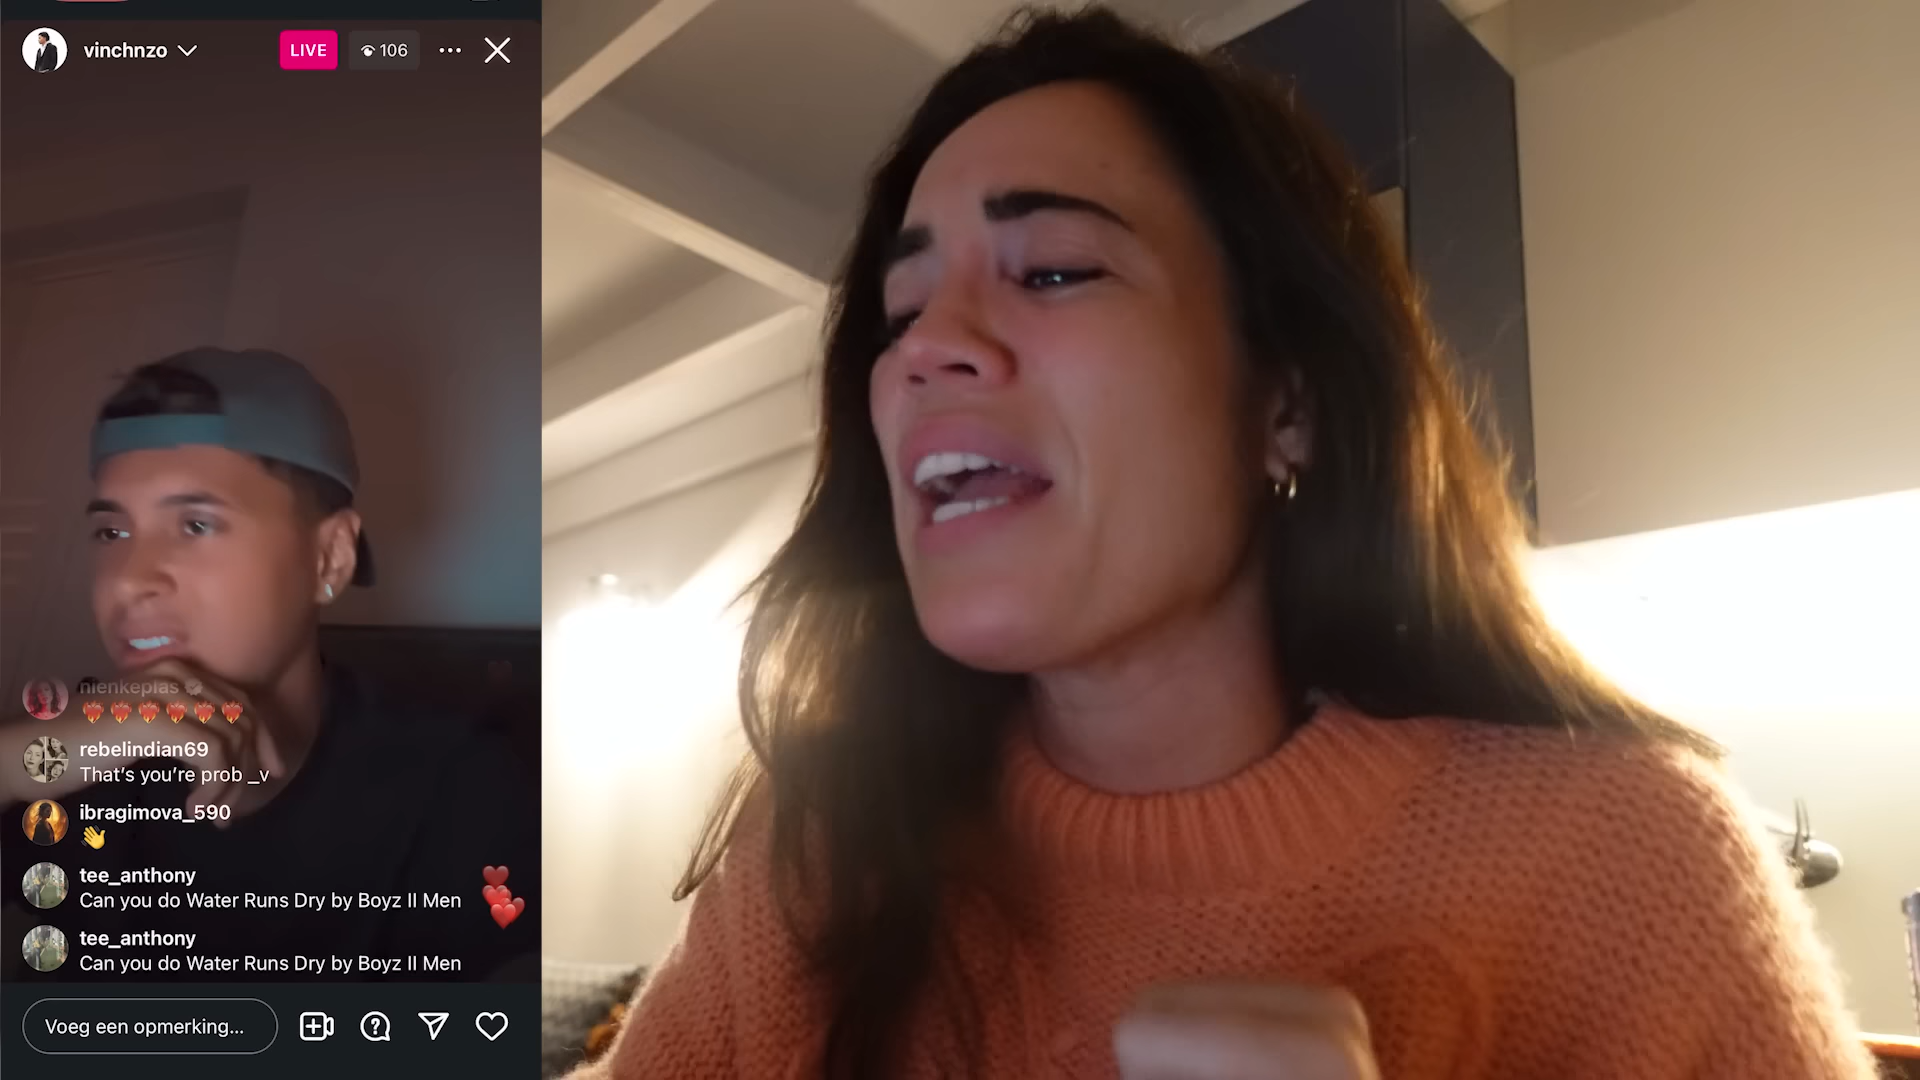 vinchnzo
LIVE
106
nienkeplas
rebelindian69
That’s you’re prob _v
ibragimova_590
tee_anthony
Can you do Water Runs Dry by Boyz II Men
tee_anthony
Can you do Water Runs Dry by Boyz II Men
Voeg een opmerking...